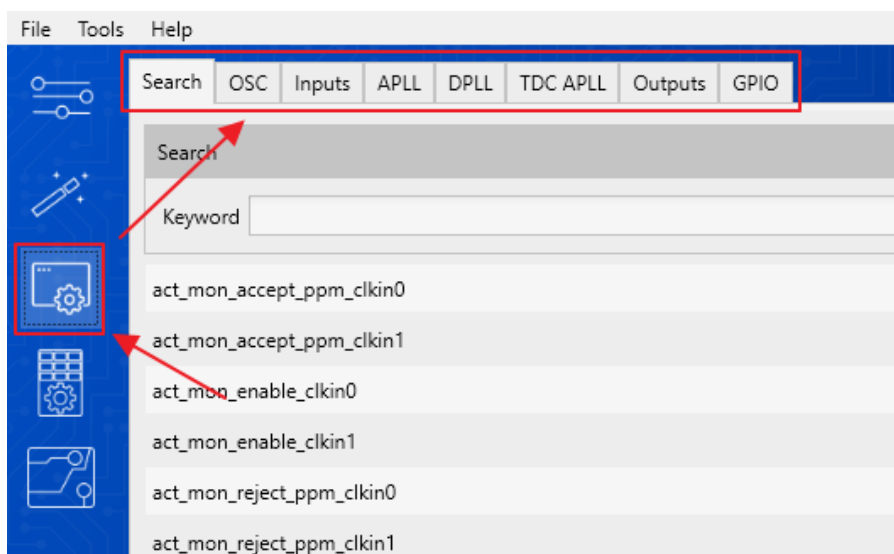 File Tools Help
Search OSC Inputs APLL DPLL TDC APLL Outputs GPIO
Search
Keyword
act_mon_accept_ppm_clkin0
act_mon_accept_ppm_clkin1
act_mon_enable_clkin0
act_mon_enable_clkin1
act_mon_reject_ppm_clkin0
act_mon_reject_ppm_clkin1